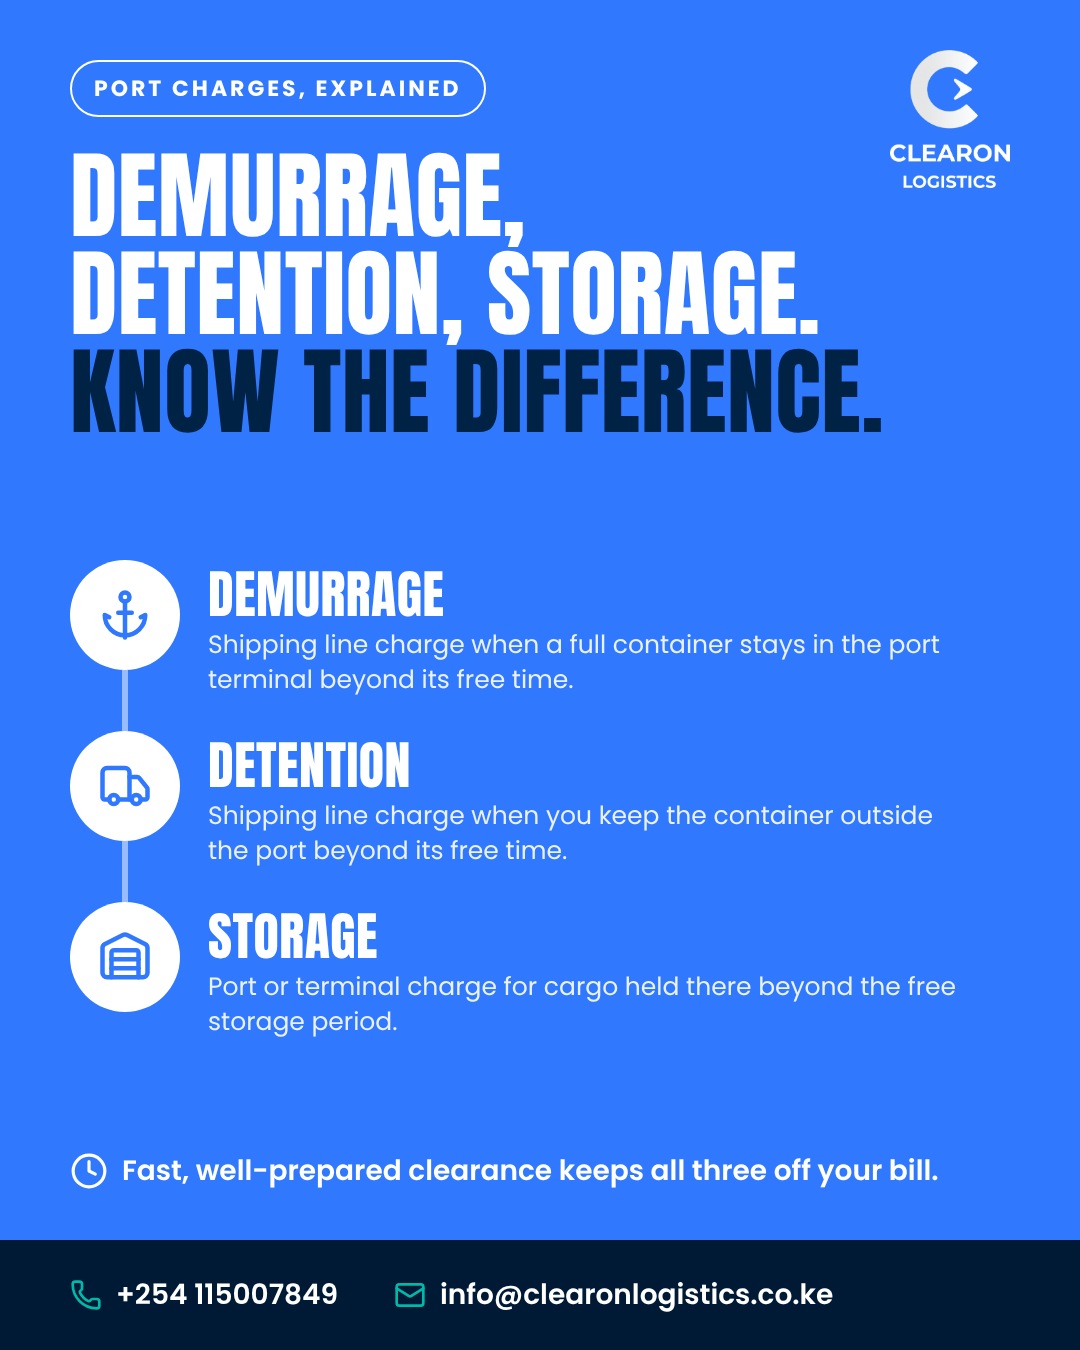 PORT CHARGES, EXPLAINED
CLEARON
LOGISTICS
DEMURRAGE,
DETENTION, STORAGE.
KNOW THE DIFFERENCE.
DEMURRAGE
Shipping line charge when a full container stays in the port
terminal beyond its free time.
DETENTION
Shipping line charge when you keep the container outside
the port beyond its free time.
STORAGE
Port or terminal charge for cargo held there beyond the free
storage period.
Fast, well-prepared clearance keeps all three off your bill.
+254 115007849
info@clearonlogistics.co.ke